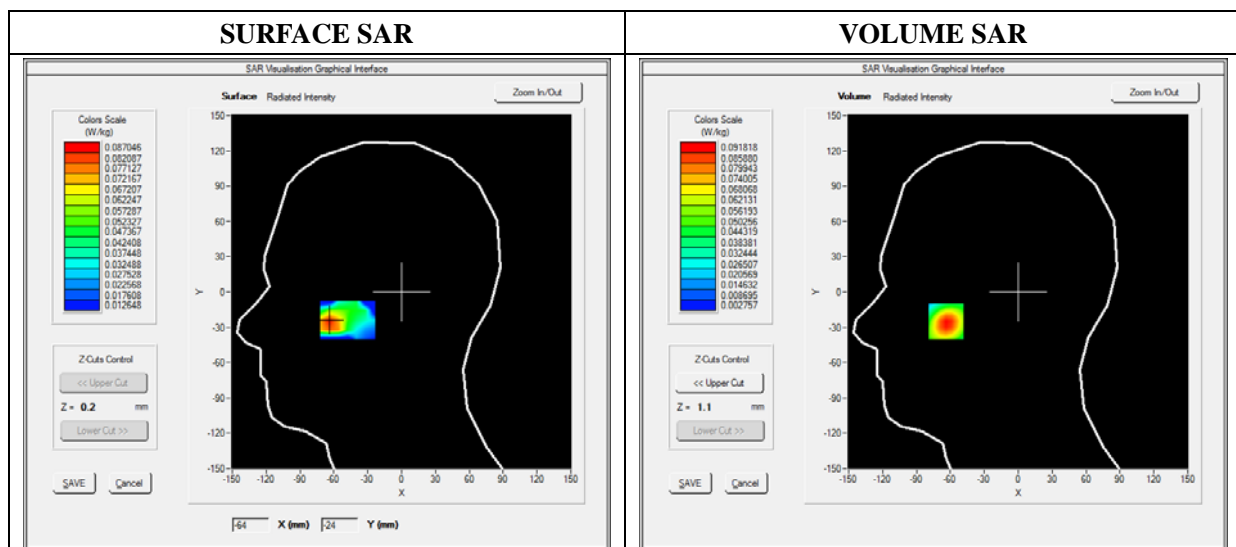 SURFACE SAR
VOLUME SAR
SAR Visualisation Graphical Interface
Surface Radiated Intensity
Zoom In/Out
Colors Scale
(W/kg)
0.087046
0.082087
0.077127
0.072167
0.067207
0.062247
0.057287
0.052327
0.047367
0.042408
0.037448
0.032488
0.027528
0.022568
0.017608
0.012648
150
120
90
60
30
0
-30
-60
-90
-120
-150
Y
-150 -120 -90 -60 -30 0 30 60 90 120 150
X
Z-Cuts Control
<< Upper Cut
Z = 0.2 mm
Lower Cut >>
SAVE Cancel
-64 X (mm) -24 Y (mm)
SAR Visualisation Graphical Interface
Volume Radiated Intensity
Zoom In/Out
Colors Scale
(W/kg)
0.091818
0.085880
0.079943
0.074005
0.068068
0.062131
0.056193
0.050256
0.044319
0.038381
0.032444
0.026507
0.020569
0.014632
0.008695
0.002757
150
120
90
60
30
0
-30
-60
-90
-120
-150
Y
-150 -120 -90 -60 -30 0 30 60 90 120 150
X
Z-Cuts Control
<< Upper Cut
Z = 1.1 mm
Lower Cut >>
SAVE Cancel